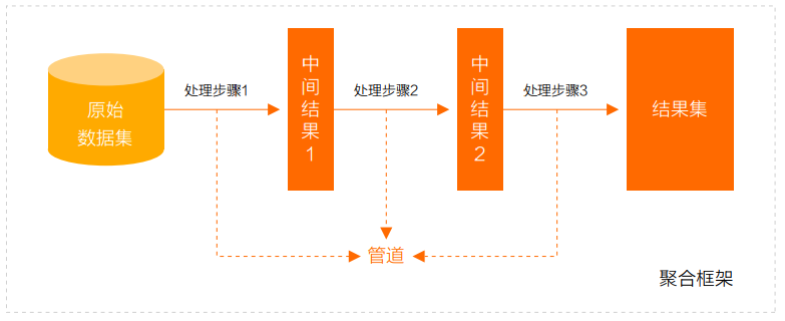 原始
数据集
处理步骤1
中间结果1
处理步骤2
中间结果2
处理步骤3
结果集
管道
聚合框架